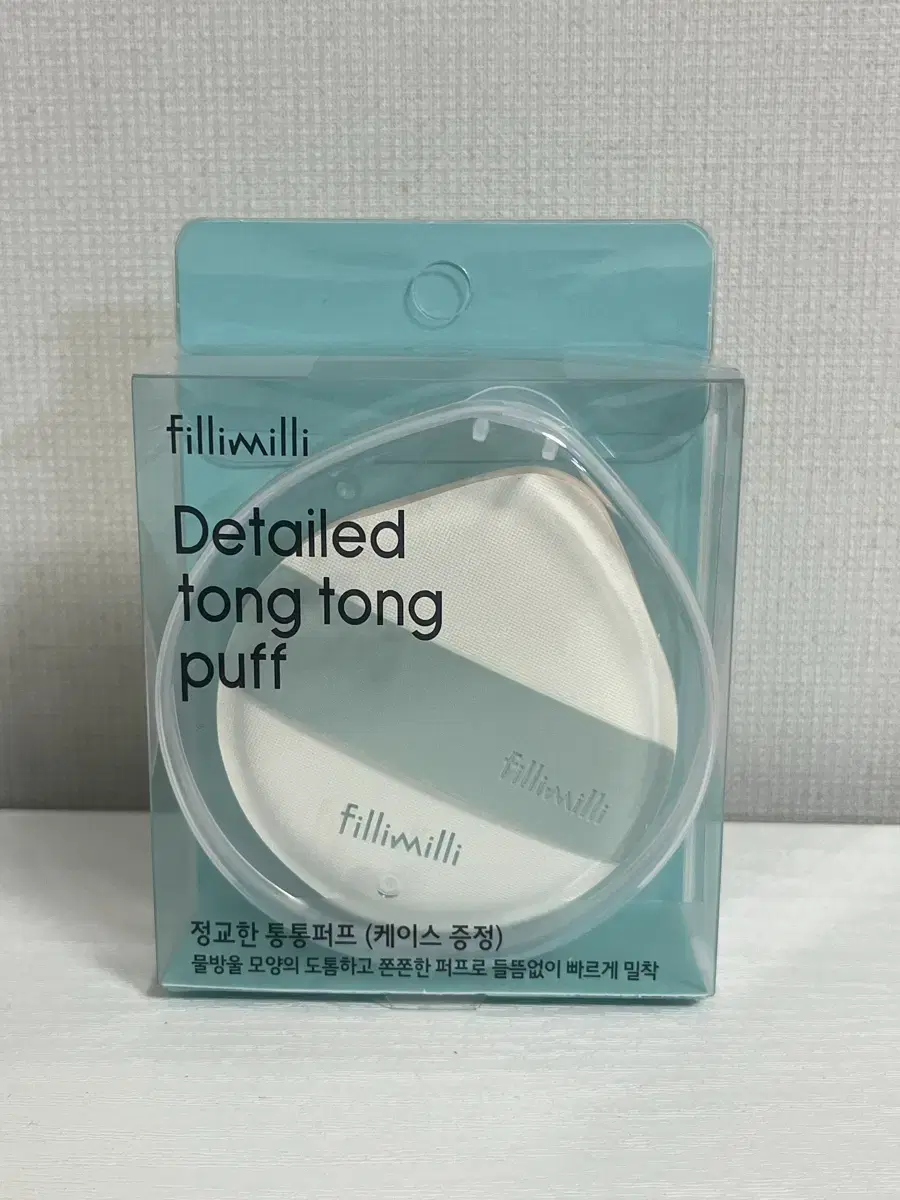 fillimilli
Detailed
tong tong
puff
fillimilli
fillimilli
정교한 통통퍼프 (케이스 증정)
물방울 모양의 도톰하고 쫀쫀한 퍼프로 들뜸없이 빠르게 밀착